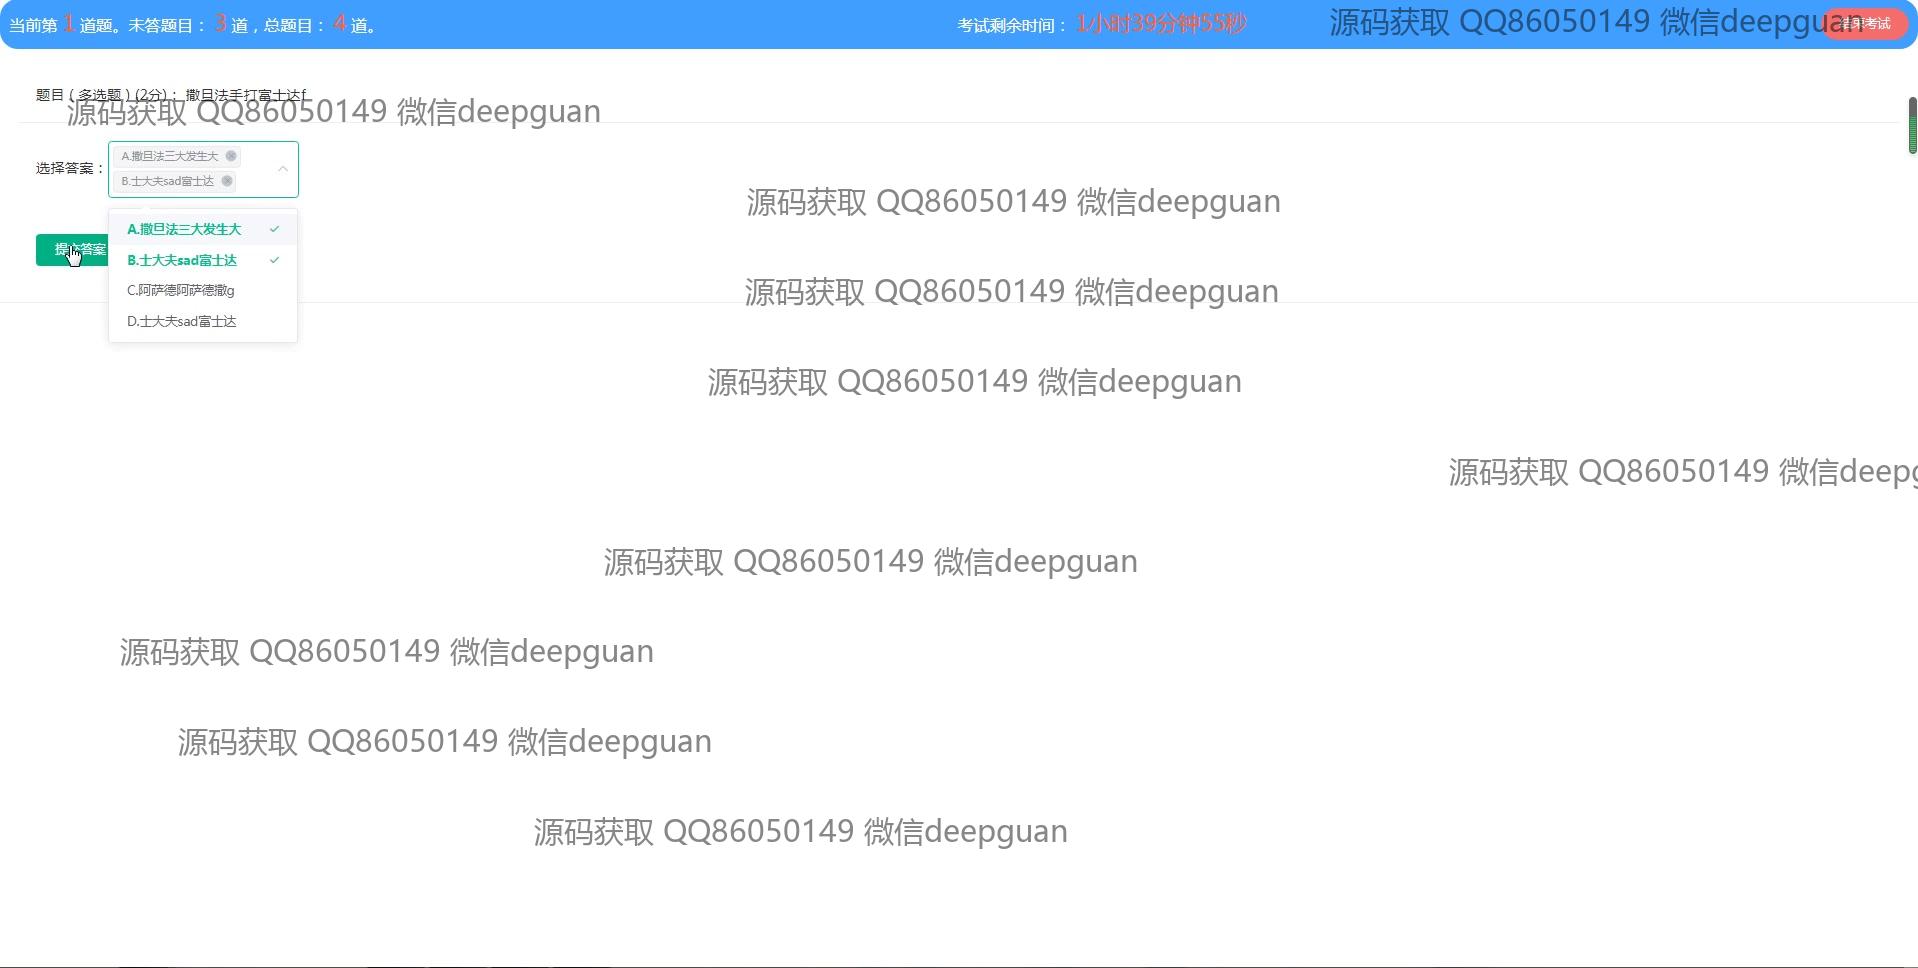 当前第 1 道题。未答题目： 3 道，总题目： 4 道。
考试剩余时间： 1小时39分钟55秒
源码获取 QQ86050149 微信deepguan
结束考试
题目 ( 多选题 ) (2分)： 撒旦法手打富士达f
源码获取 QQ86050149 微信deepguan
选择答案：
A.撒旦法三大发生大
B.士大夫sad富士达
源码获取 QQ86050149 微信deepguan
A.撒旦法三大发生大
提交答案
B.士大夫sad富士达
C.阿萨德阿萨德撒g
源码获取 QQ86050149 微信deepguan
D.士大夫sad富士达
源码获取 QQ86050149 微信deepguan
源码获取 QQ86050149 微信deepg
源码获取 QQ86050149 微信deepguan
源码获取 QQ86050149 微信deepguan
源码获取 QQ86050149 微信deepguan
源码获取 QQ86050149 微信deepguan